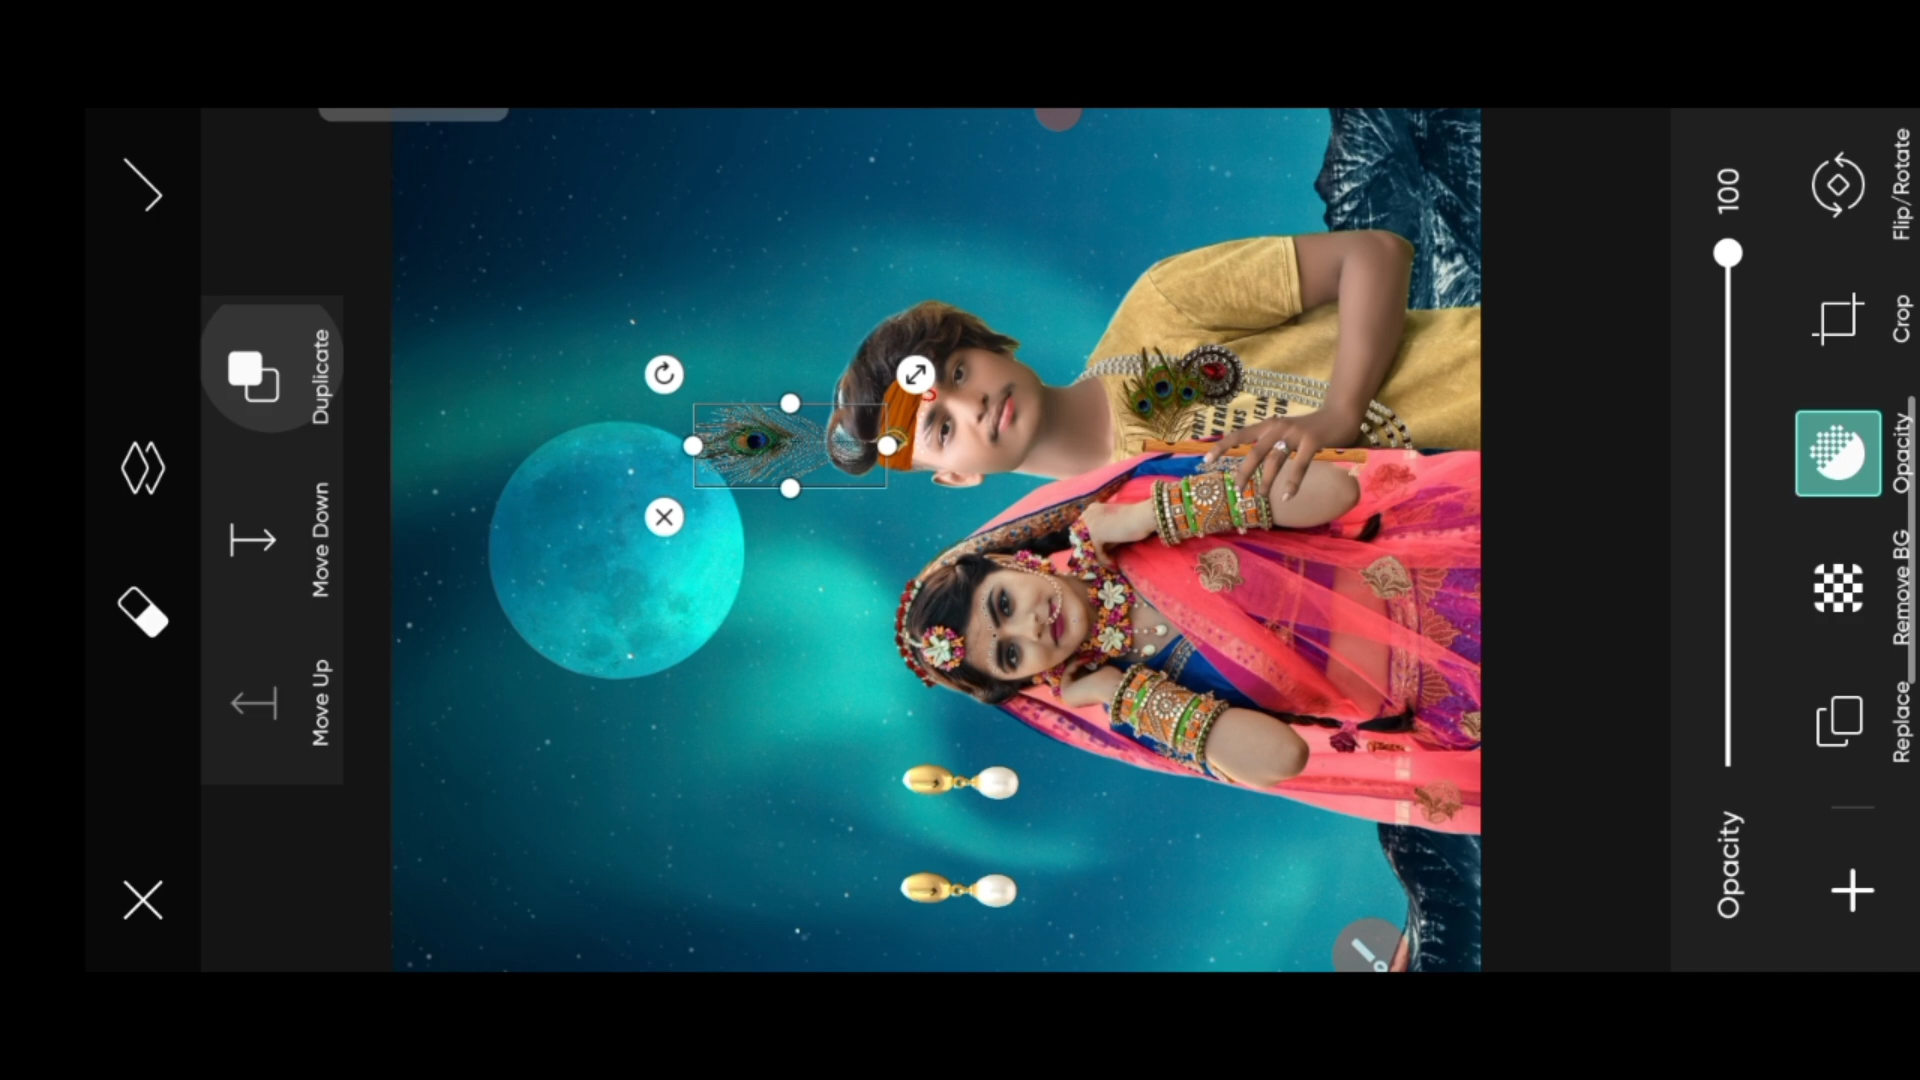 Duplicate
Move Down
Move Up
100
Opacity
Flip/Rotate
Crop
Opacity
Remove BG
Replace